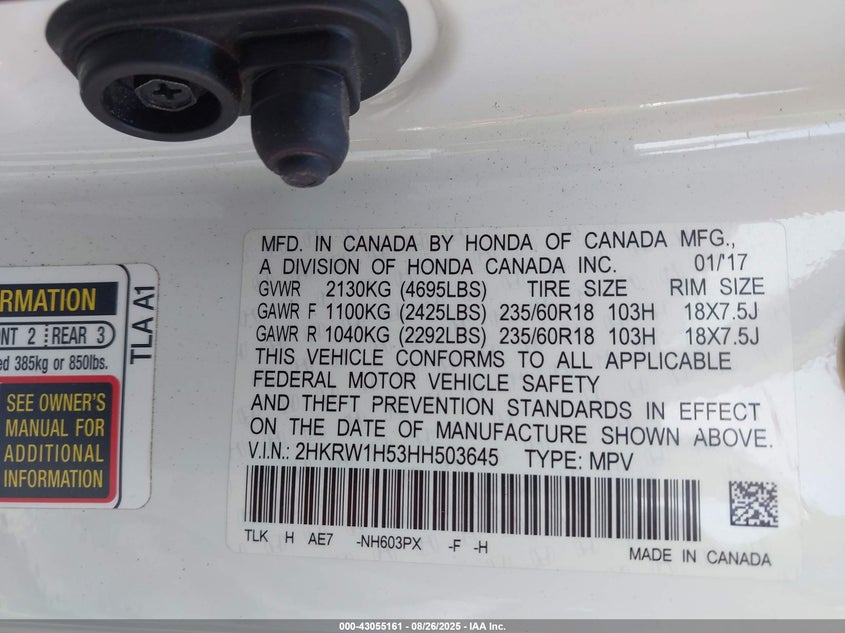 MFD. IN CANADA BY HONDA OF CANADA MFG.,
A DIVISION OF HONDA CANADA INC. 01/'17
GVWR 2130KG (4695LBS) TIRE SIZE RIM SIZE
GAWR F 1100KG (2425LBS) 235/60R18 103H 18X7.5J
GAWR R 1040KG (2292LBS) 235/60R18 103H 18X7.5J
THIS VEHICLE CONFORMS TO ALL APPLICABLE
FEDERAL MOTOR VEHICLE SAFETY
AND THEFT PREVENTION STANDARDS IN EFFECT
ON THE DATE OF MANUFACTURE SHOWN ABOVE.
V.I.N.: 2HKRW1H53HH503645 TYPE: MPV
TLK H AE7 -NH603PX -F -H
MADE IN CANADA
RMATION
NT 2 REAR 3
ed 385kg or 850lbs.
SEE OWNER'S
MANUAL FOR
ADDITIONAL
INFORMATION
TLA A1
000-43055161 - 08/26/2025 - IAA Inc.